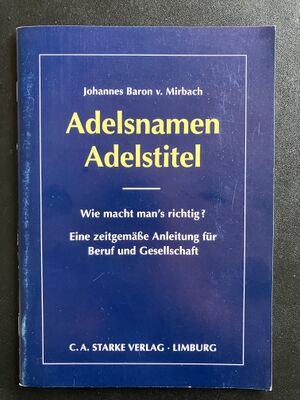 Johannes Baron v. Mirbach
Adelsnamen
Adelstitel
Wie macht man's richtig?
Eine zeitgemäße Anleitung für
Beruf und Gesellschaft
C. A. STARKE VERLAG · LIMBURG